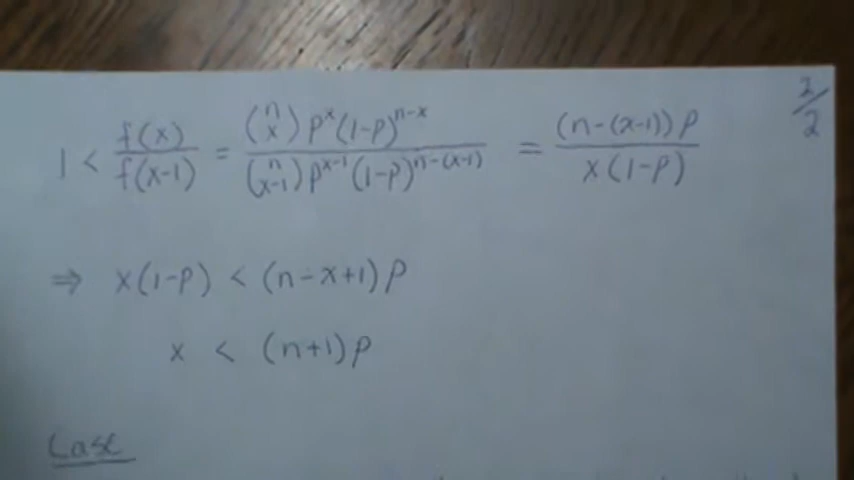 2/2
1 < f(x)/f(x-1) = (n x) p^x (1-p)^{n-x} / (n x-1) p^{x-1} (1-p)^{n-(x-1)} = (n-(x-1)) p / x(1-p)
⇒ x(1-p) < (n-x+1) p
x < (n+1) p
Case